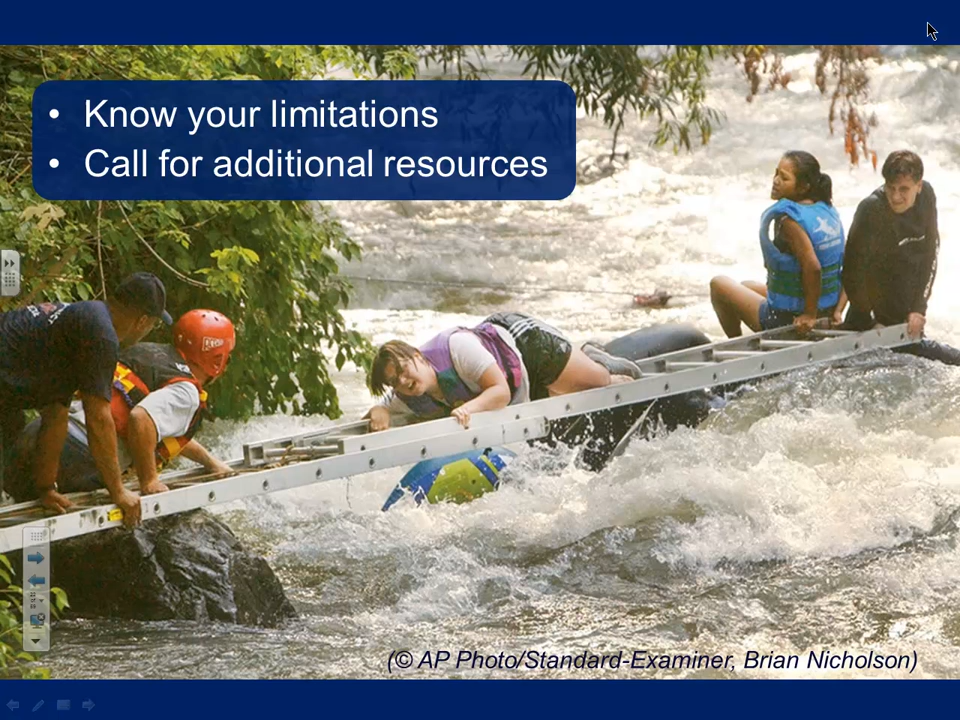 • Know your limitations
• Call for additional resources
(© AP Photo/Standard-Examiner, Brian Nicholson)